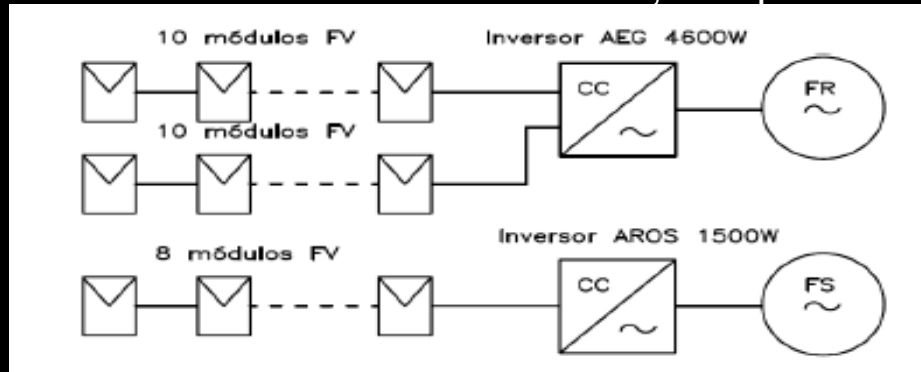 10 módulos FV
Inversor AEG 4600W
CC
FR
10 módulos FV
Inversor AROS 1500W
8 módulos FV
CC
FS